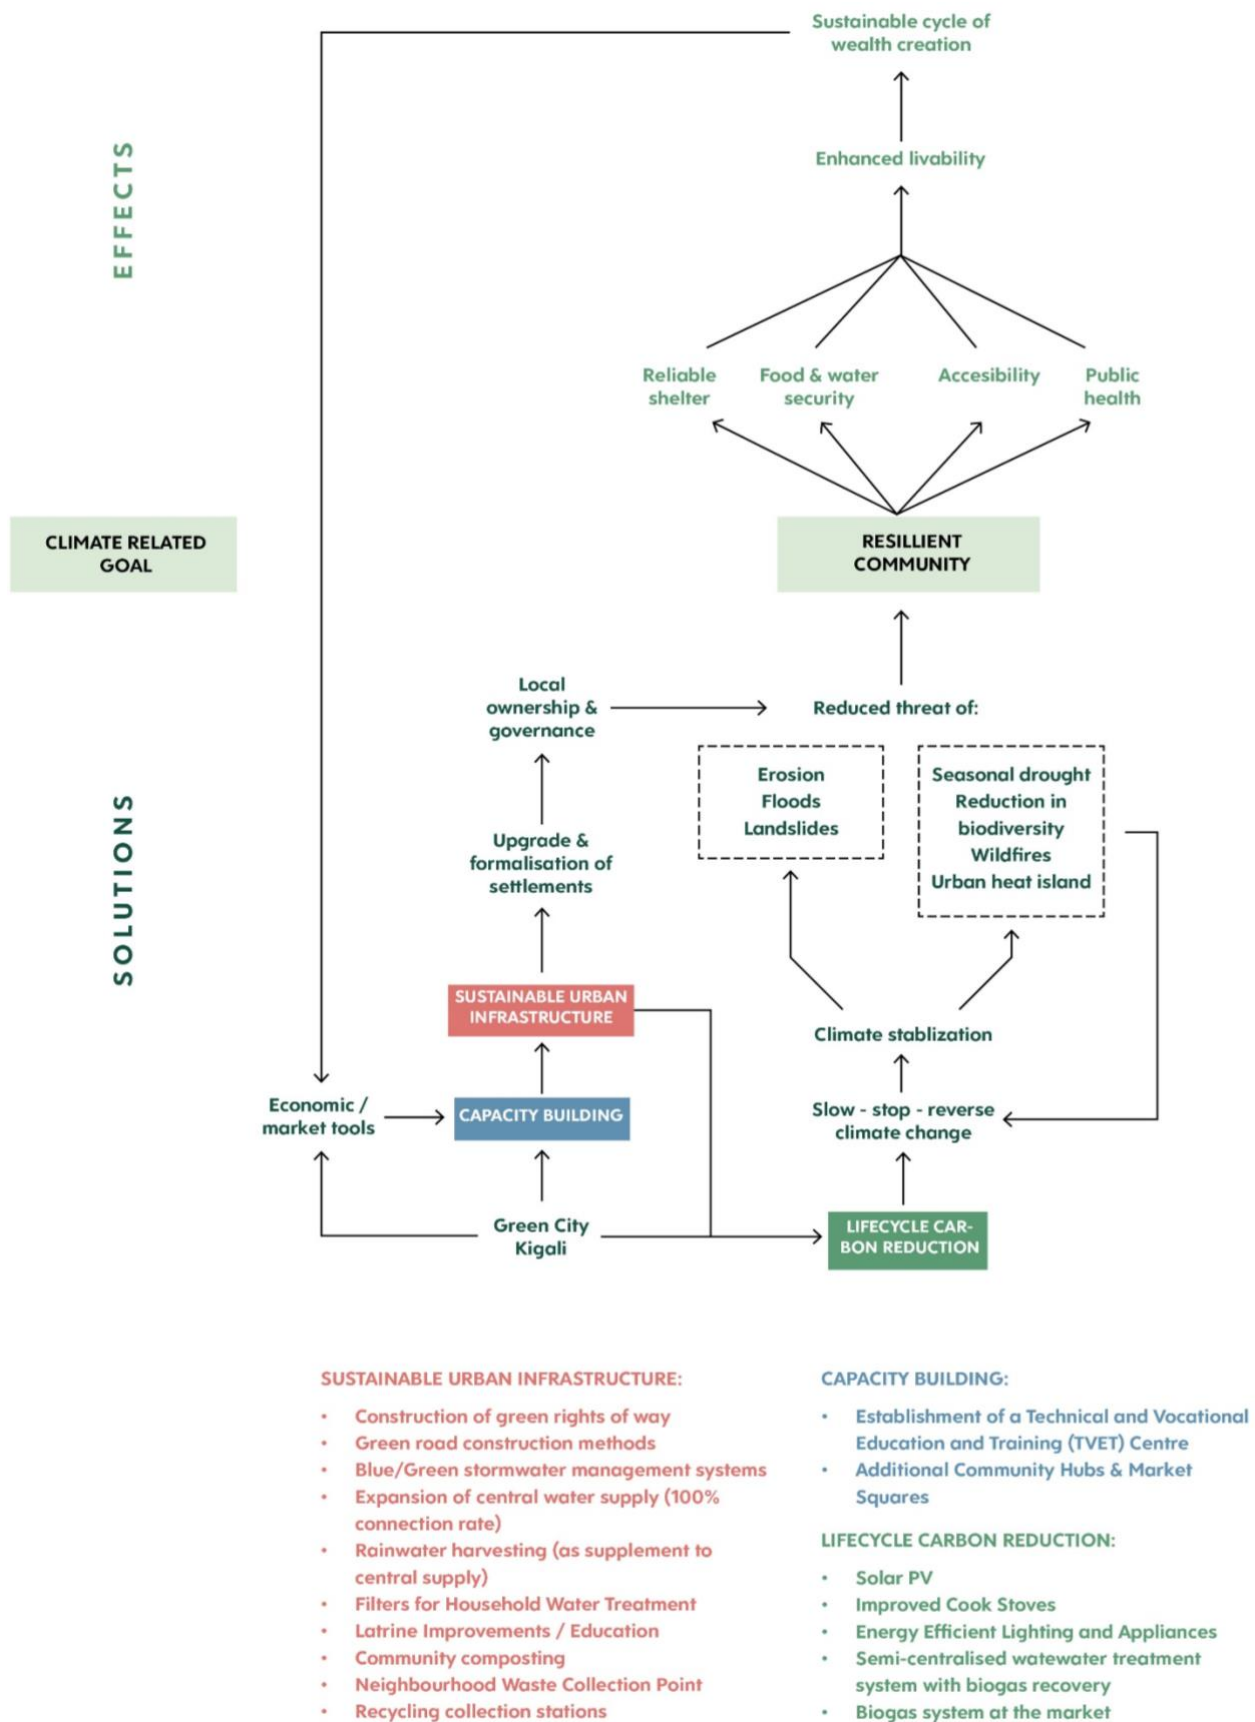 Sustainable cycle of
wealth creation
EFFECTS
Enhanced livability
Reliable
shelter
Food & water
security
Accesibility
Public
health
CLIMATE RELATED
GOAL
RESILLIENT
COMMUNITY
Local
ownership &
governance
Reduced threat of:
Erosion
Floods
Landslides
Seasonal drought
Reduction in
biodiversity
Wildfires
Urban heat island
SOLUTIONS
Upgrade &
formalisation of
settlements
SUSTAINABLE URBAN
INFRASTRUCTURE
Climate stablization
Economic /
market tools
CAPACITY BUILDING
Slow - stop - reverse
climate change
Green City
Kigali
LIFECYCLE CAR-
BON REDUCTION
SUSTAINABLE URBAN INFRASTRUCTURE:
• Construction of green rights of way
• Green road construction methods
• Blue/Green stormwater management systems
• Expansion of central water supply (100%
connection rate)
• Rainwater harvesting (as supplement to
central supply)
• Filters for Household Water Treatment
• Latrine Improvements / Education
• Community composting
• Neighbourhood Waste Collection Point
• Recycling collection stations
CAPACITY BUILDING:
• Establishment of a Technical and Vocational
Education and Training (TVET) Centre
• Additional Community Hubs & Market
Squares
LIFECYCLE CARBON REDUCTION:
• Solar PV
• Improved Cook Stoves
• Energy Efficient Lighting and Appliances
• Semi-centralised watewater treatment
system with biogas recovery
• Biogas system at the market